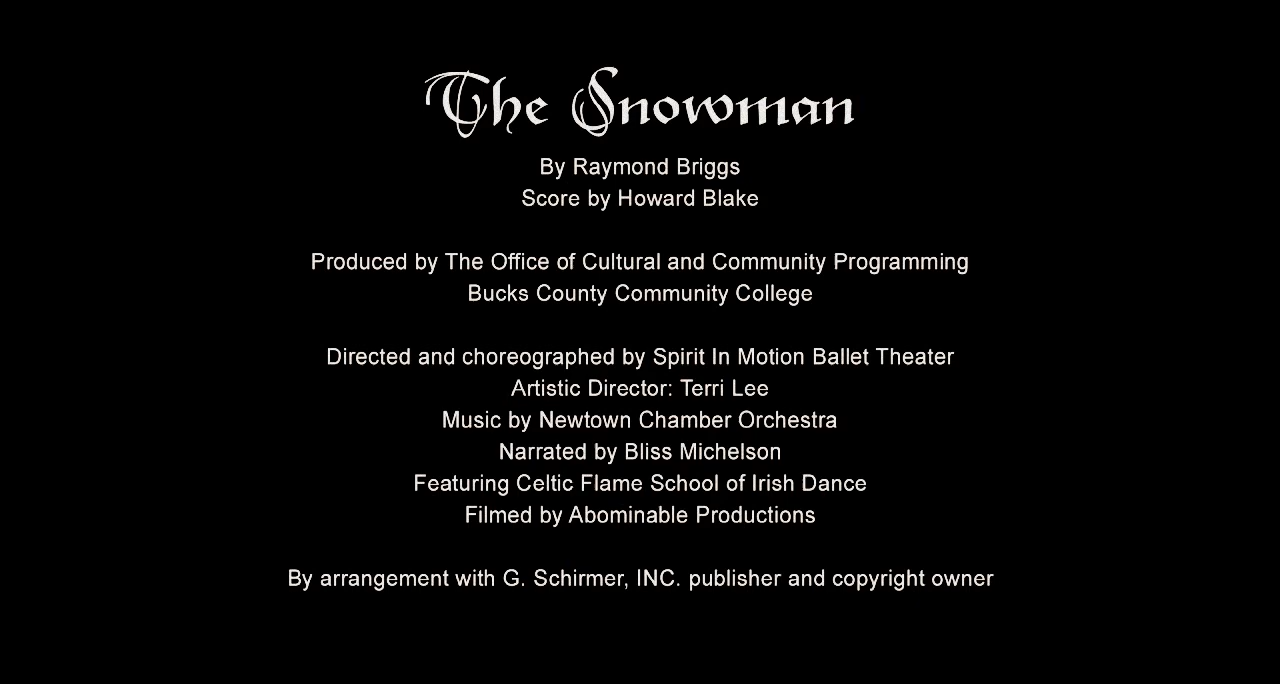 The Snowman
By Raymond Briggs
Score by Howard Blake
Produced by The Office of Cultural and Community Programming
Bucks County Community College
Directed and choreographed by Spirit In Motion Ballet Theater
Artistic Director: Terri Lee
Music by Newtown Chamber Orchestra
Narrated by Bliss Michelson
Featuring Celtic Flame School of Irish Dance
Filmed by Abominable Productions
By arrangement with G. Schirmer, INC. publisher and copyright owner